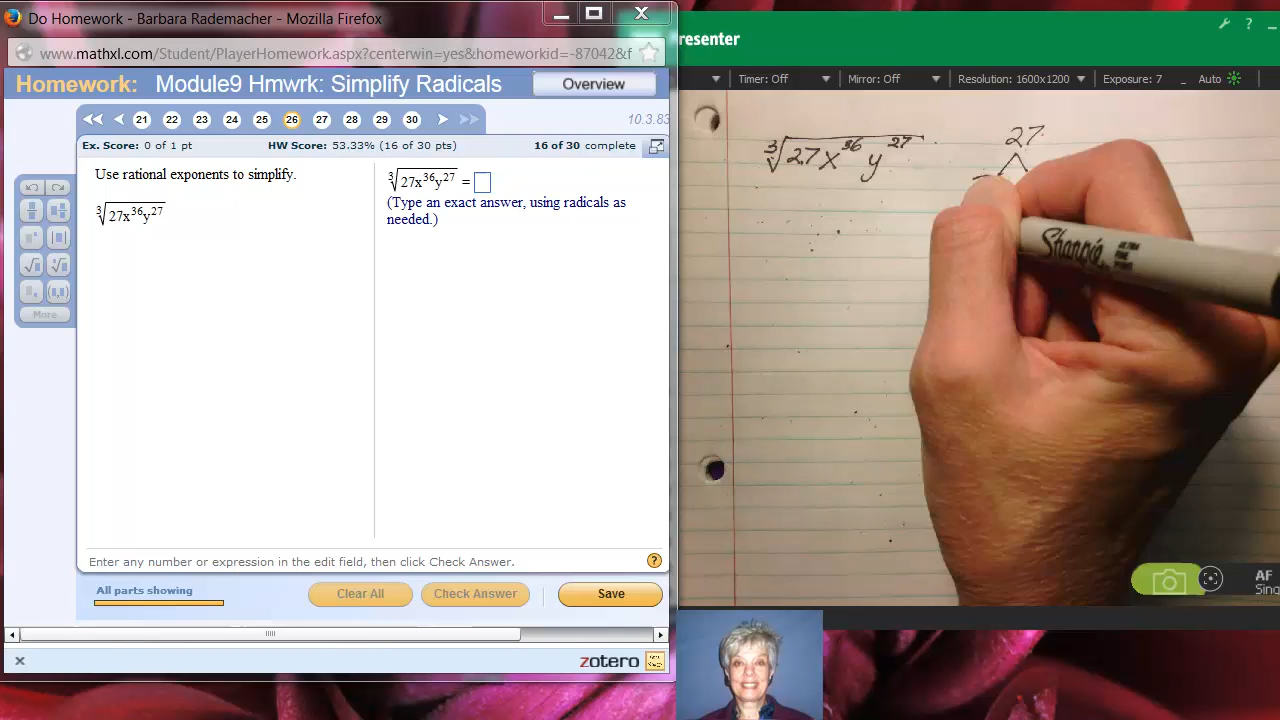 Do Homework - Barbara Rademacher - Mozilla Firefox
www.mathxl.com/Student/PlayerHomework.aspx?centerwin=yes&homeworkid=-87042&f
Homework: Module9 Hmwrk: Simplify Radicals
Overview
21 22 23 24 25 26 27 28 29 30
10.3.83
Ex. Score: 0 of 1 pt
HW Score: 53.33% (16 of 30 pts)
16 of 30 complete
Use rational exponents to simplify.
∛27x³⁶y²⁷
More
∛27x³⁶y²⁷ =
(Type an exact answer, using radicals as
needed.)
Enter any number or expression in the edit field, then click Check Answer.
?
All parts showing
Clear All
Check Answer
Save
zotero
resenter
?
Timer: Off
Mirror: Off
Resolution: 1600x1200
Exposure: 7
Auto
∛27x³⁶y²⁷
27
Sharpie
ULTRA
FINE
POINT
AF
Sing